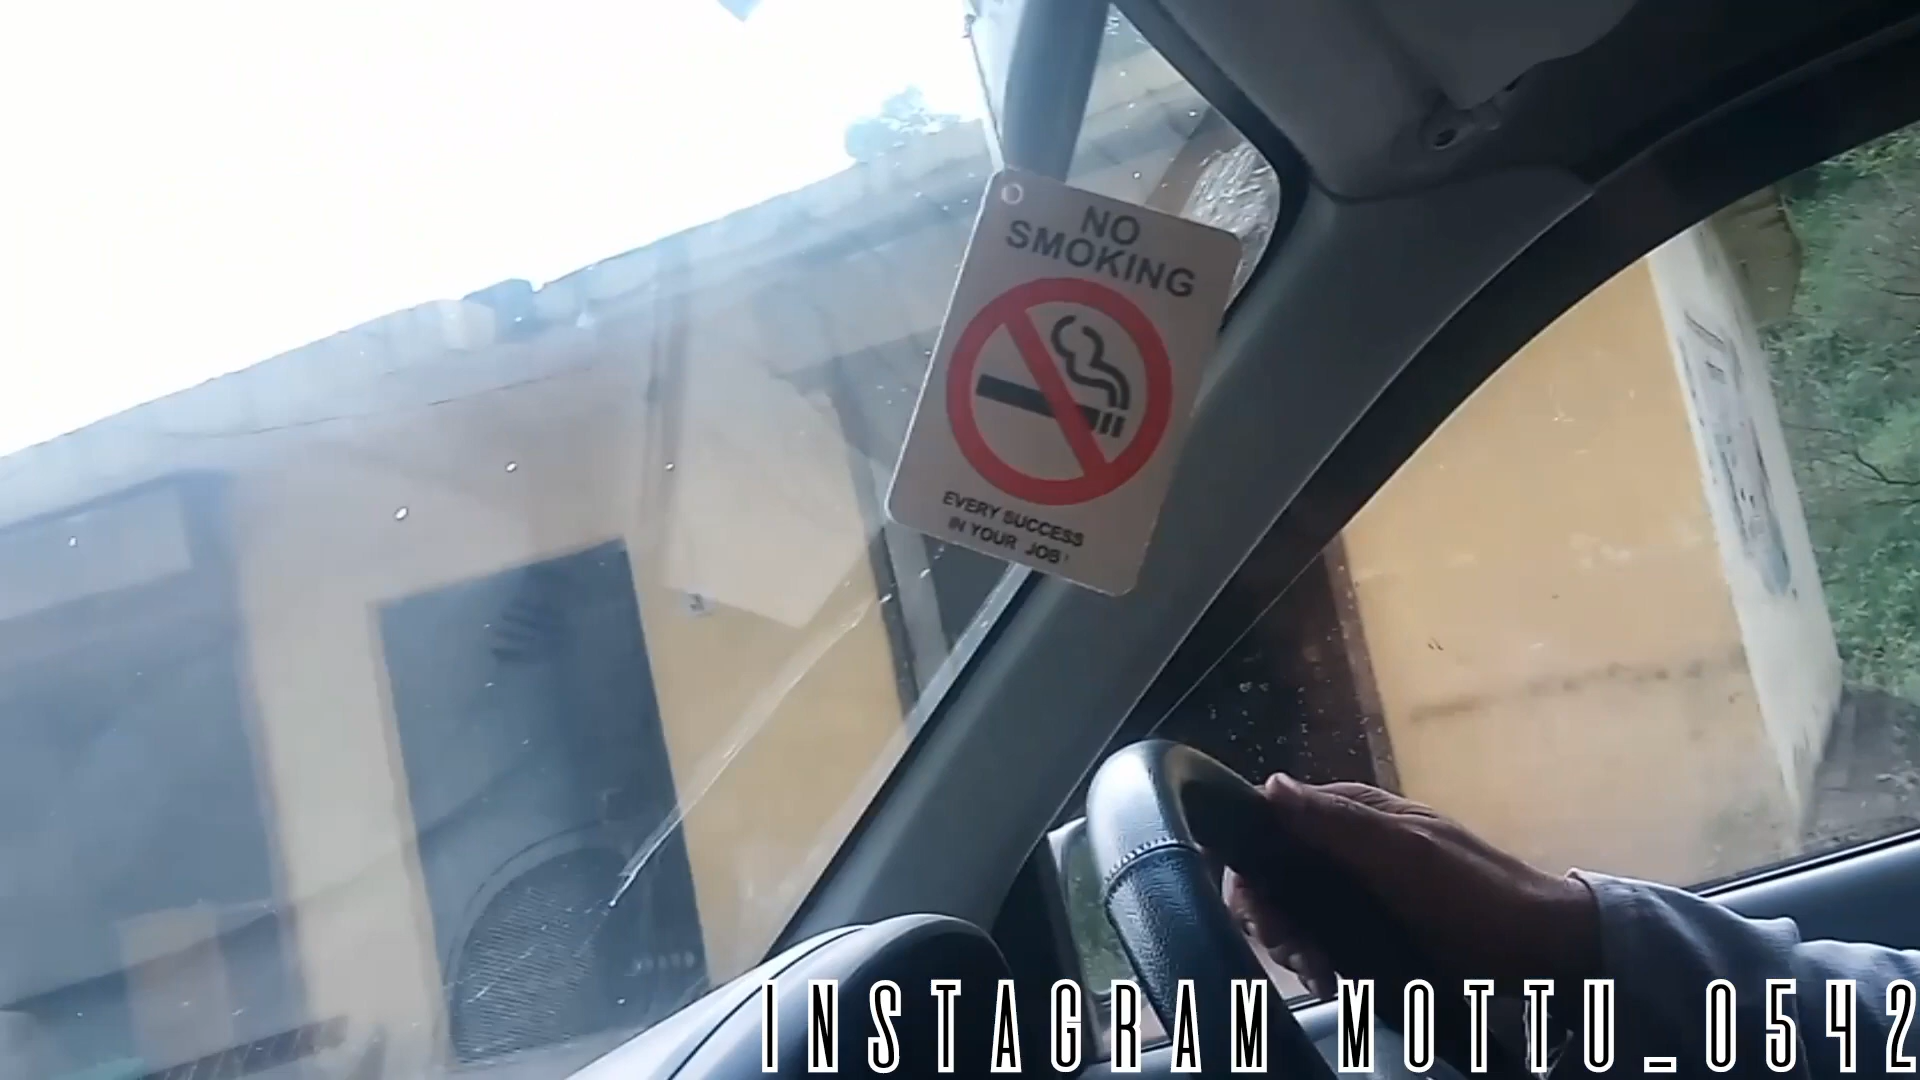 NO
SMOKING
EVERY SUCCESS
IN YOUR JOB!
INSTAGRAM MOTTU_0542